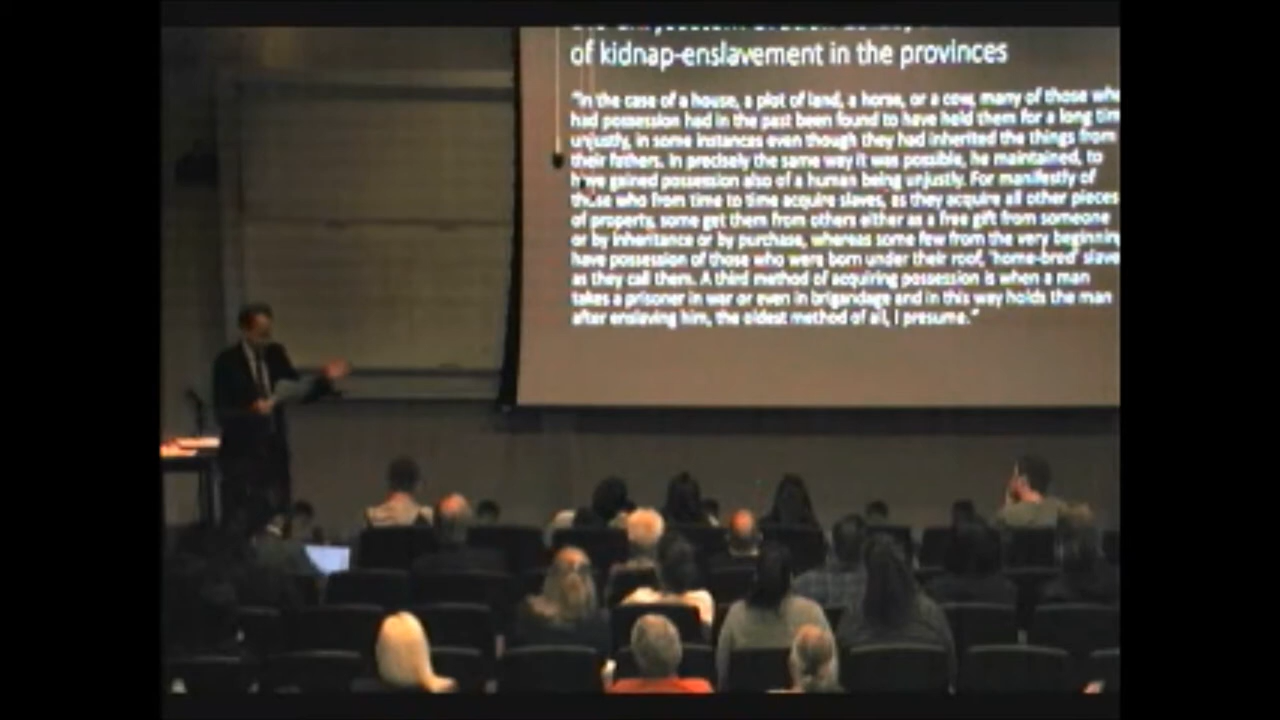 of kidnap-enslavement in the provinces
"In the case of a house, a plot of land, a horse, or a cow, many of those who
had possession had in the past been found to have held them for a long tim
unjustly, in some instances even though they had inherited the things from
their fathers. In precisely the same way it was possible, he maintained, to
have gained possession also of a human being unjustly. For manifestly of
those who from time to time acquire slaves, as they acquire all other pieces
of property, some get them from others either as a free gift from someone
or by inheritance or by purchase, whereas some few from the very beginning
have possession of those who were born under their roof, 'home-bred' slave
as they call them. A third method of acquiring possession is when a man
takes a prisoner in war or even in brigandage and in this way holds the man
after enslaving him, the oldest method of all, I presume."